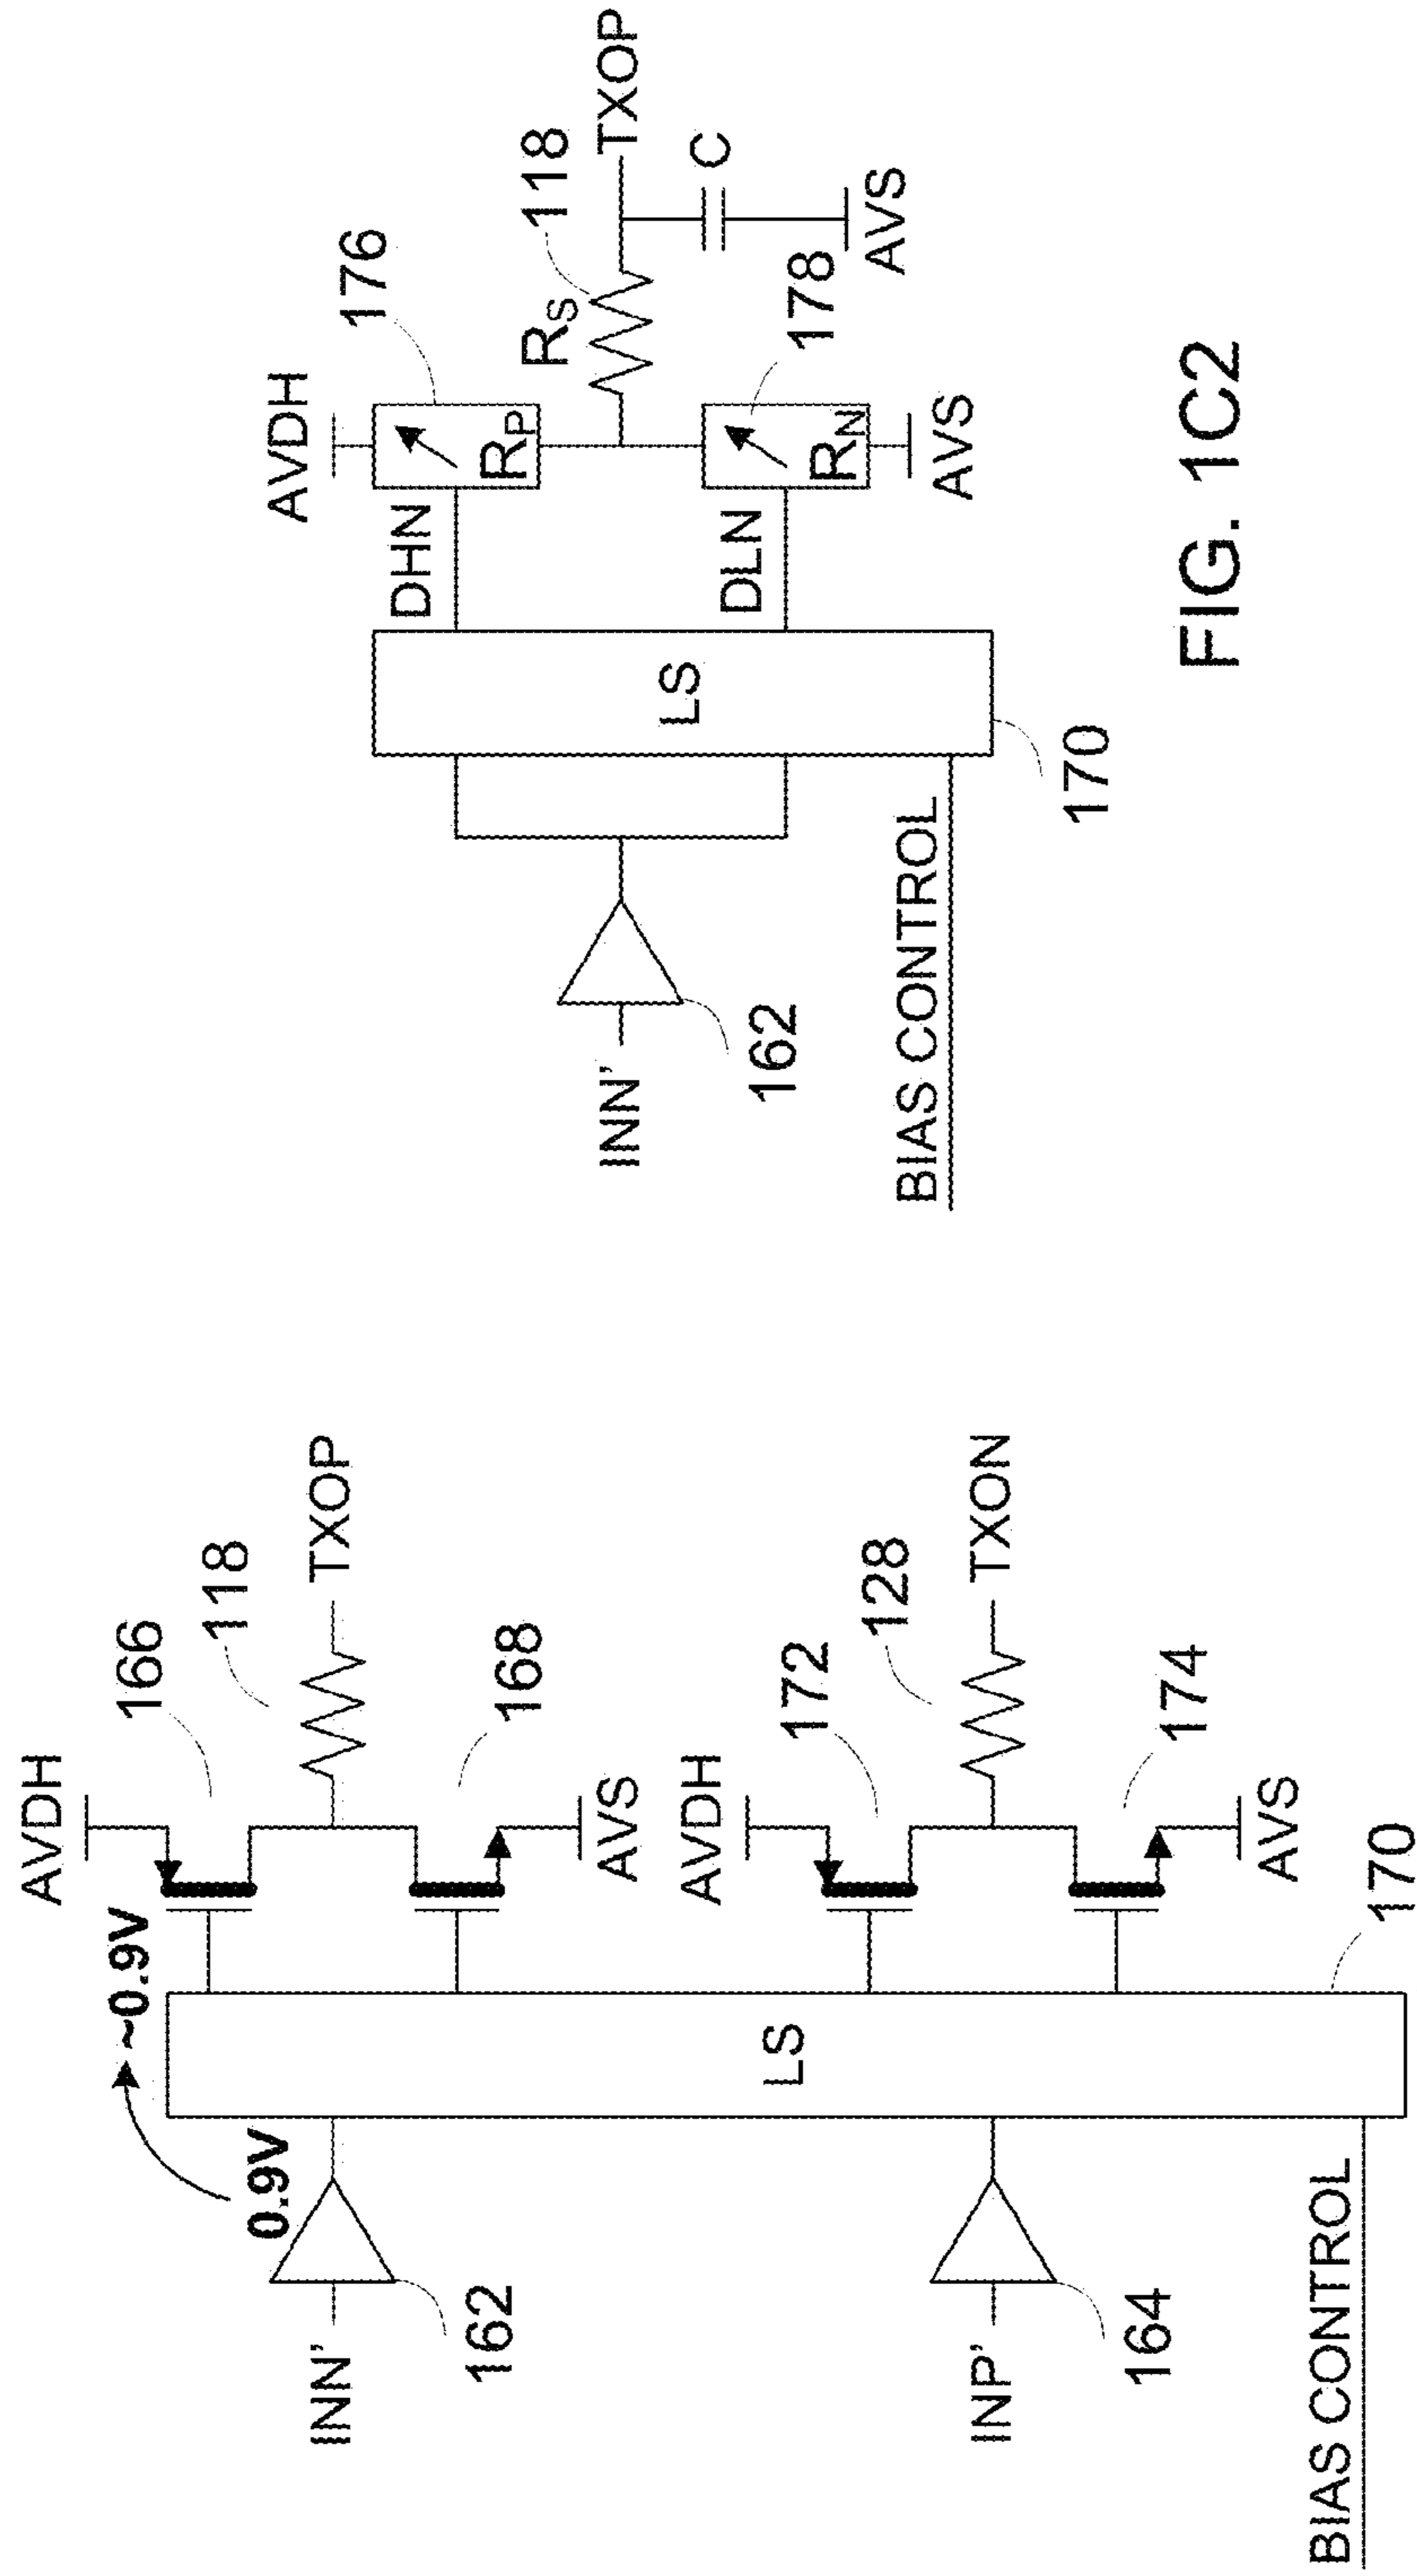 AVDH
166
118
TXOP
~0.9V
0.9V
INN'
162
168
AVS
LS
AVDH
172
128
TXON
INP'
164
174
AVS
BIAS CONTROL
170
AVDH
176
DHN
RP
RS
118
TXOP
INN'
162
LS
C
DLN
RN
178
AVS
AVS
BIAS CONTROL
170
FIG. 1C2